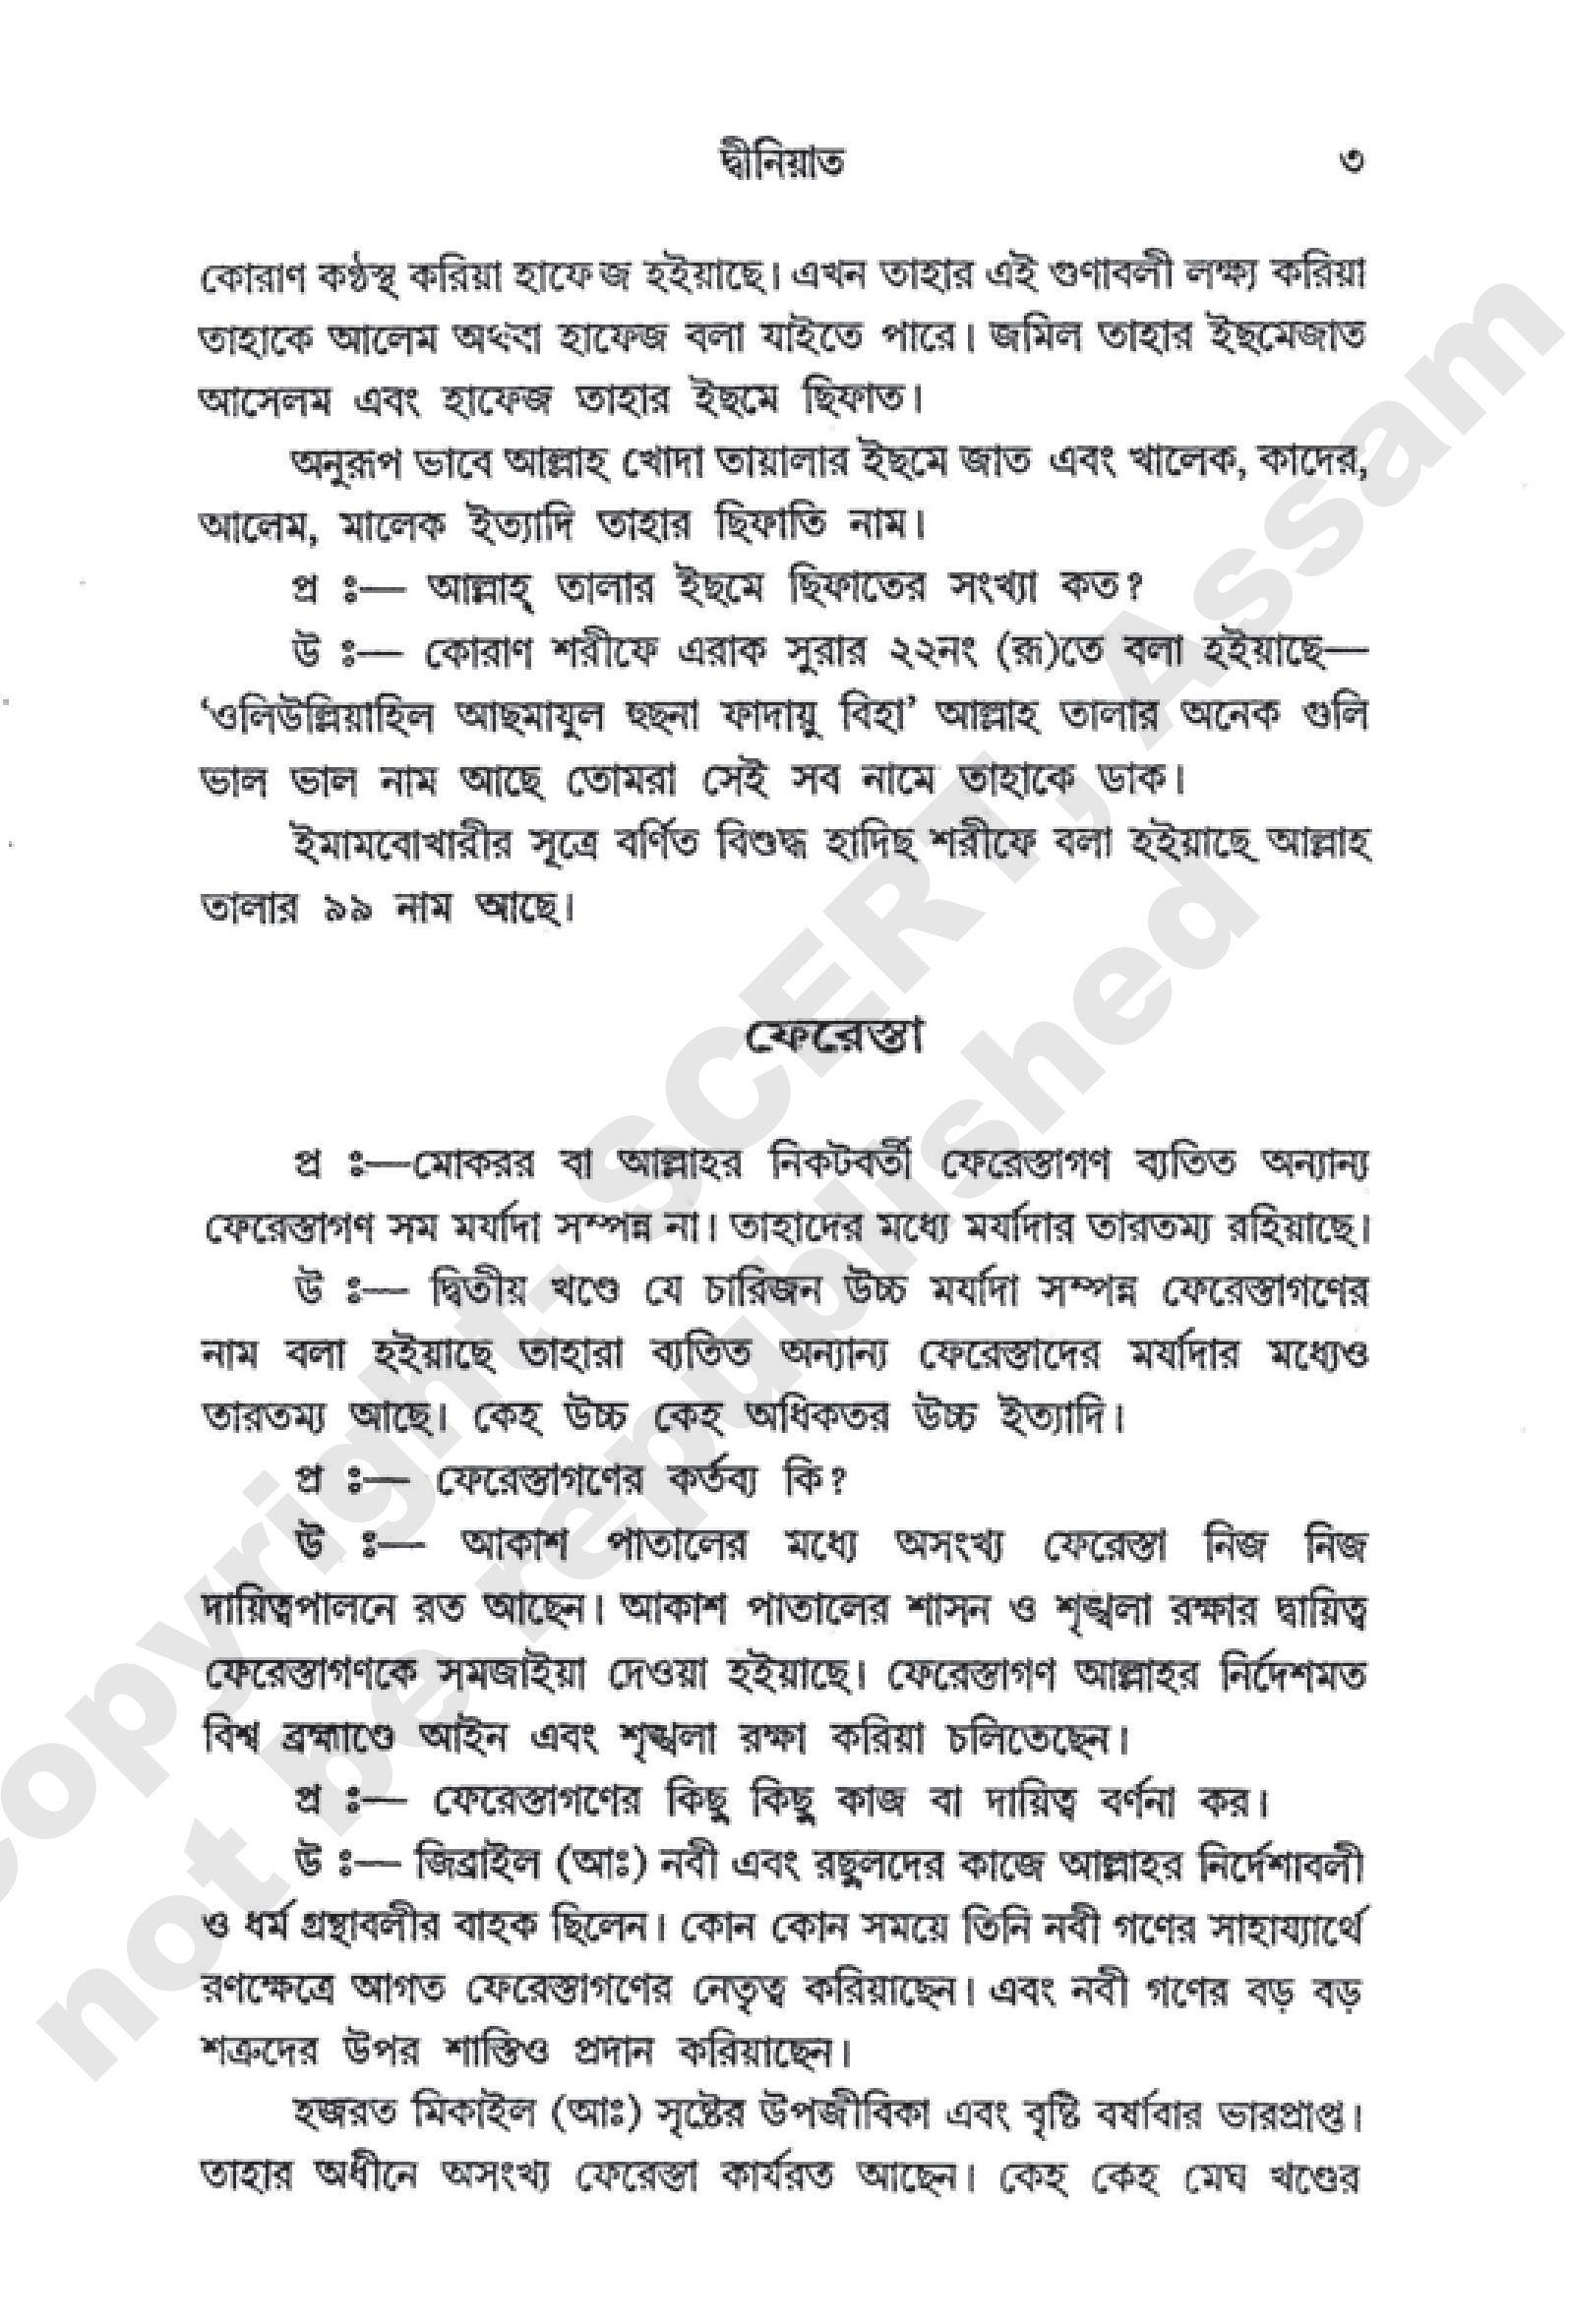 দ্বীনিয়াত ৩
কোরাণ কণ্ঠস্থ করিয়া হাফেজ হইয়াছে। এখন তাহার এই গুণাবলী লক্ষ্য করিয়া
তাহাকে আলেম অথবা হাফেজ বলা যাইতে পারে। জমিল তাহার ইছমেজাত
আসেলম এবং হাফেজ তাহার ইছমে ছিফাত।
অনুরূপ ভাবে আল্লাহ খোদা তায়ালার ইছমে জাত এবং খালেক, কাদের,
আলেম, মালেক ইত্যাদি তাহার ছিফাতি নাম।
প্র ঃ— আল্লাহ্ তালার ইছমে ছিফাতের সংখ্যা কত?
উ ঃ— কোরাণ শরীফে এরাক সুরার ২২নং (রূ)তে বলা হইয়াছে—
‘ওলিউল্লিয়াহিল আছমাযুল হুছনা ফাদায়ু বিহা’ আল্লাহ তালার অনেক গুলি
ভাল ভাল নাম আছে তোমরা সেই সব নামে তাহাকে ডাক।
ইমামবোখারীর সূত্রে বর্ণিত বিশুদ্ধ হাদিছ শরীফে বলা হইয়াছে আল্লাহ
তালার ৯৯ নাম আছে।
ফেরেস্তা
প্র ঃ—মোকরর বা আল্লাহর নিকটবর্তী ফেরেস্তাগণ ব্যতিত অন্যান্য
ফেরেস্তাগণ সম মর্যাদা সম্পন্ন না। তাহাদের মধ্যে মর্যাদার তারতম্য রহিয়াছে।
উ ঃ— দ্বিতীয় খণ্ডে যে চারিজন উচ্চ মর্যাদা সম্পন্ন ফেরেস্তাগণের
নাম বলা হইয়াছে তাহারা ব্যতিত অন্যান্য ফেরেস্তাদের মর্যাদার মধ্যেও
তারতম্য আছে। কেহ উচ্চ কেহ অধিকতর উচ্চ ইত্যাদি।
প্র ঃ— ফেরেস্তাগণের কর্তব্য কি?
উ ঃ— আকাশ পাতালের মধ্যে অসংখ্য ফেরেস্তা নিজ নিজ
দায়িত্বপালনে রত আছেন। আকাশ পাতালের শাসন ও শৃঙ্খলা রক্ষার দ্বায়িত্ব
ফেরেস্তাগণকে সমজাইয়া দেওয়া হইয়াছে। ফেরেস্তাগণ আল্লাহর নির্দেশমত
বিশ্ব ব্রহ্মাণ্ডে আইন এবং শৃঙ্খলা রক্ষা করিয়া চলিতেছেন।
প্র ঃ— ফেরেস্তাগণের কিছু কিছু কাজ বা দায়িত্ব বর্ণনা কর।
উ ঃ— জিব্রাইল (আঃ) নবী এবং রছুলদের কাজে আল্লাহর নির্দেশাবলী
ও ধর্ম গ্রন্থাবলীর বাহক ছিলেন। কোন কোন সময়ে তিনি নবী গণের সাহায্যার্থে
রণক্ষেত্রে আগত ফেরেস্তাগণের নেতৃত্ব করিয়াছেন। এবং নবী গণের বড় বড়
শত্রুদের উপর শাস্তিও প্রদান করিয়াছেন।
হজরত মিকাইল (আঃ) সৃষ্টের উপজীবিকা এবং বৃষ্টি বর্ষাবার ভারপ্রাপ্ত।
তাহার অধীনে অসংখ্য ফেরেস্তা কার্যরত আছেন। কেহ কেহ মেঘ খণ্ডের
Copyright. SCERT, Assam
not be republished